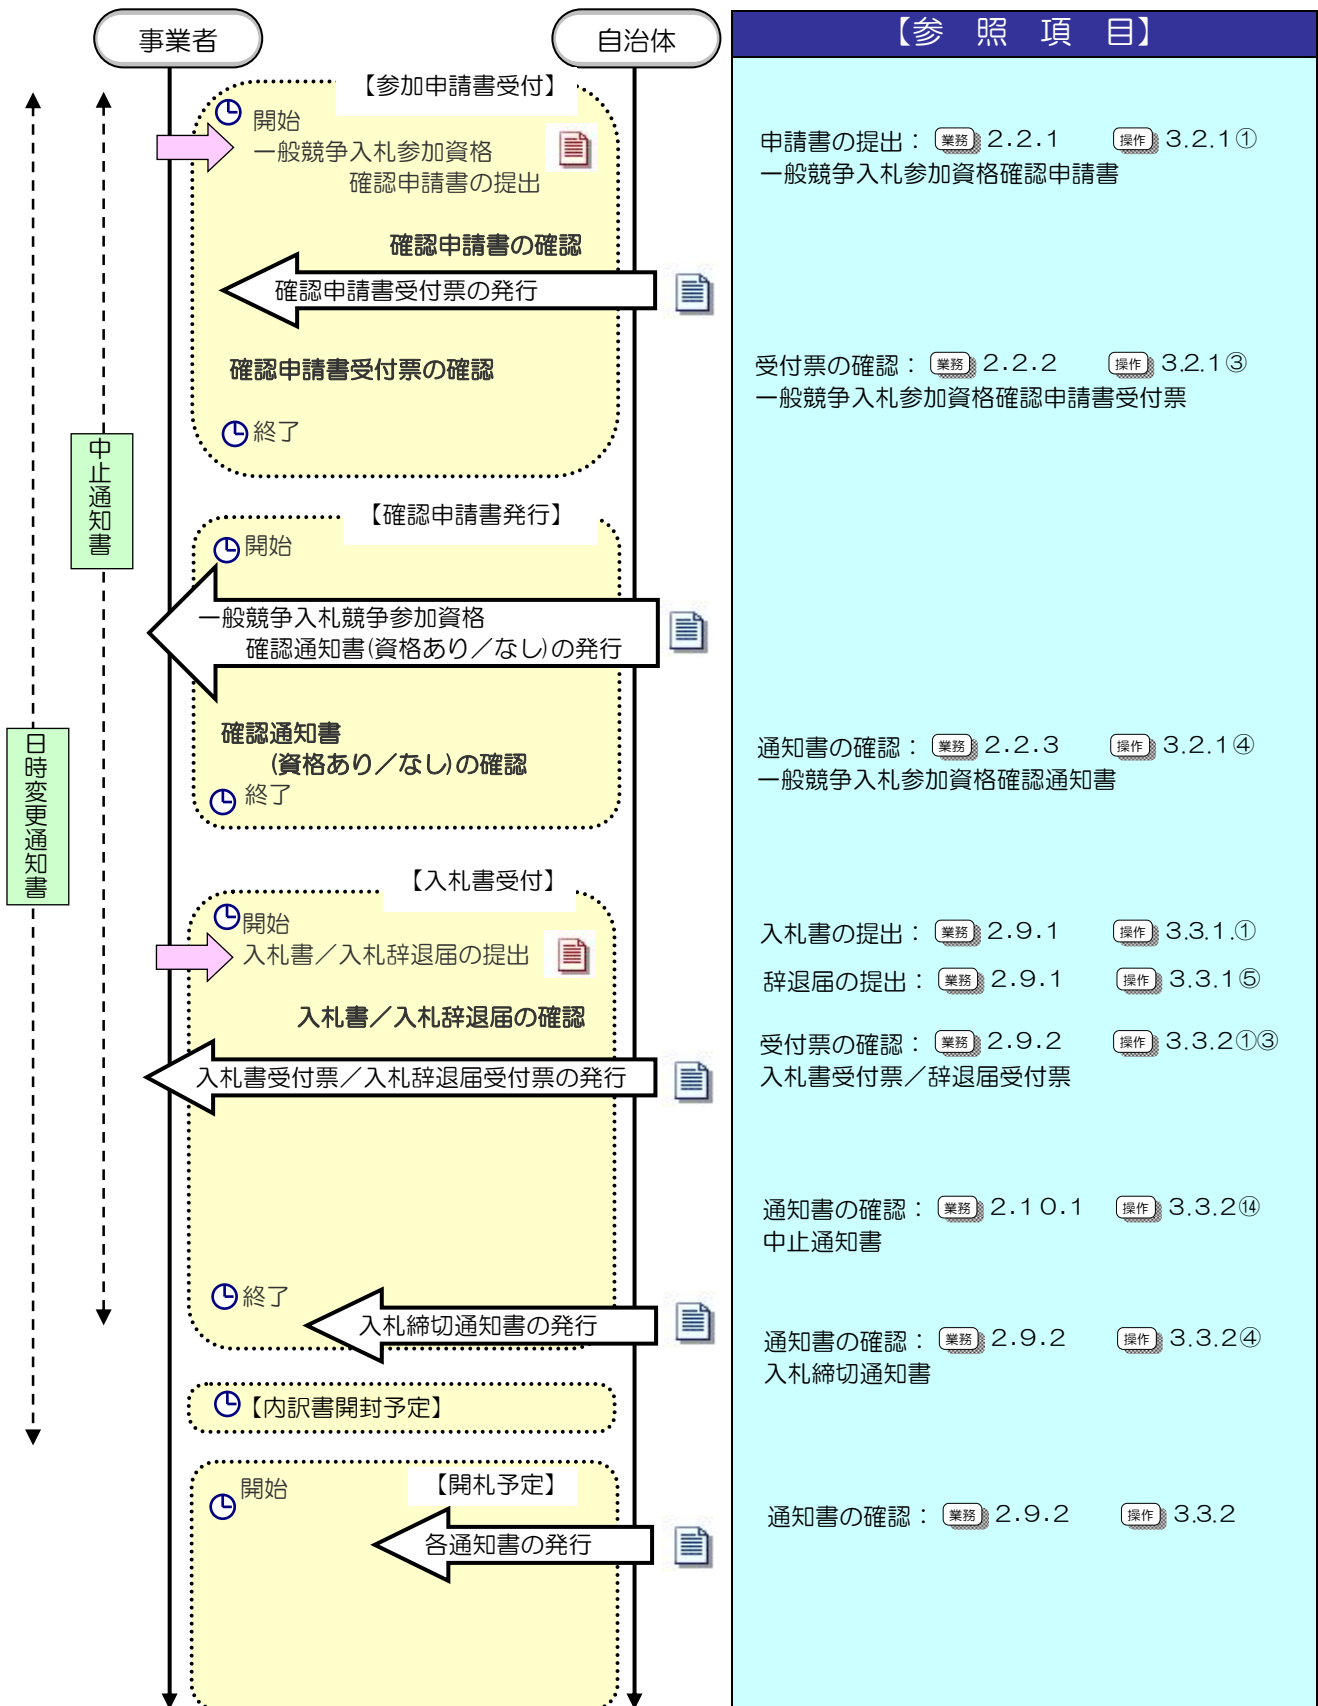 事業者
自治体
【参加申請書受付】
開始
一般競争入札参加資格
確認申請書の提出
確認申請書の確認
確認申請書受付票の発行
確認申請書受付票の確認
終了
中止通知書
【確認申請書発行】
開始
一般競争入札競争参加資格
確認通知書(資格あり／なし)の発行
確認通知書
(資格あり／なし)の確認
終了
日時変更通知書
【入札書受付】
開始
入札書／入札辞退届の提出
入札書／入札辞退届の確認
入札書受付票／入札辞退届受付票の発行
終了
入札締切通知書の発行
【内訳書開封予定】
開始
【開札予定】
各通知書の発行
【参　照　項　目】
申請書の提出： 業務 2.2.1 操作 3.2.1①
一般競争入札参加資格確認申請書
受付票の確認： 業務 2.2.2 操作 3.2.1③
一般競争入札参加資格確認申請書受付票
通知書の確認： 業務 2.2.3 操作 3.2.1④
一般競争入札参加資格確認通知書
入札書の提出： 業務 2.9.1 操作 3.3.1.①
辞退届の提出： 業務 2.9.1 操作 3.3.1⑤
受付票の確認： 業務 2.9.2 操作 3.3.2①③
入札書受付票／辞退届受付票
通知書の確認： 業務 2.10.1 操作 3.3.2⑭
中止通知書
通知書の確認： 業務 2.9.2 操作 3.3.2④
入札締切通知書
通知書の確認： 業務 2.9.2 操作 3.3.2